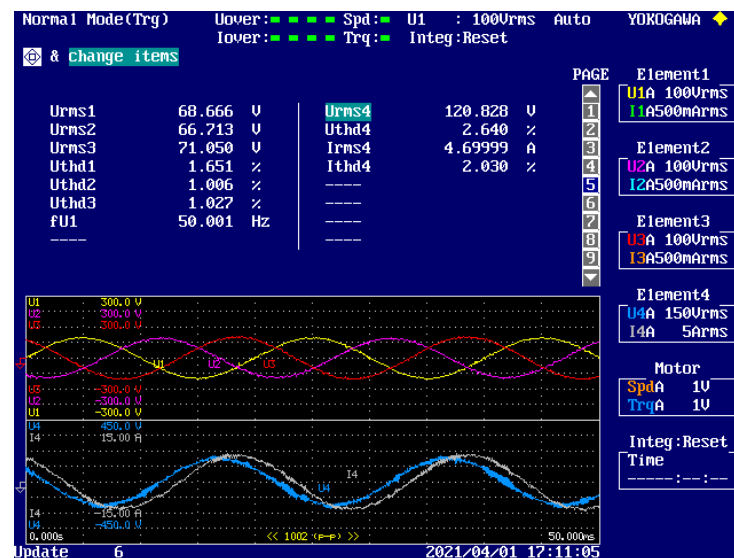 Normal Mode(Trg) Uover: Spd: U1 : 100Vrms Auto YOKOGAWA
Iover: Trq: Integ:Reset
& change items
PAGE
Urms1 68.666 V
Urms2 66.713 V
Urms3 71.050 V
Uthd1 1.651 %
Uthd2 1.006 %
Uthd3 1.027 %
fU1 50.001 Hz
----
Urms4 120.828 V
Uthd4 2.640 %
Irms4 4.69999 A
Ithd4 2.030 %
----
----
----
----
1
2
3
4
5
6
7
8
9
Element1
U1A 100Vrms
I1A500mArms
Element2
U2A 100Vrms
I2A500mArms
Element3
U3A 100Vrms
I3A500mArms
Element4
U4A 150Vrms
I4A 5Arms
Motor
SpdA 1V
TrqA 1V
Integ:Reset
Time
-----:--:--
U1 300.0 V
U2 300.0 V
U3 300.0 V
U1 U2 U3
U3 -300.0 V
U2 -300.0 V
U1 -300.0 V
U4 450.0 V
I4 15.00 A
I4
U4
I4 -15.00 A
U4 -450.0 V
0.000s << 1002 (p-p) >> 50.000ms
Update 6 2021/04/01 17:11:05